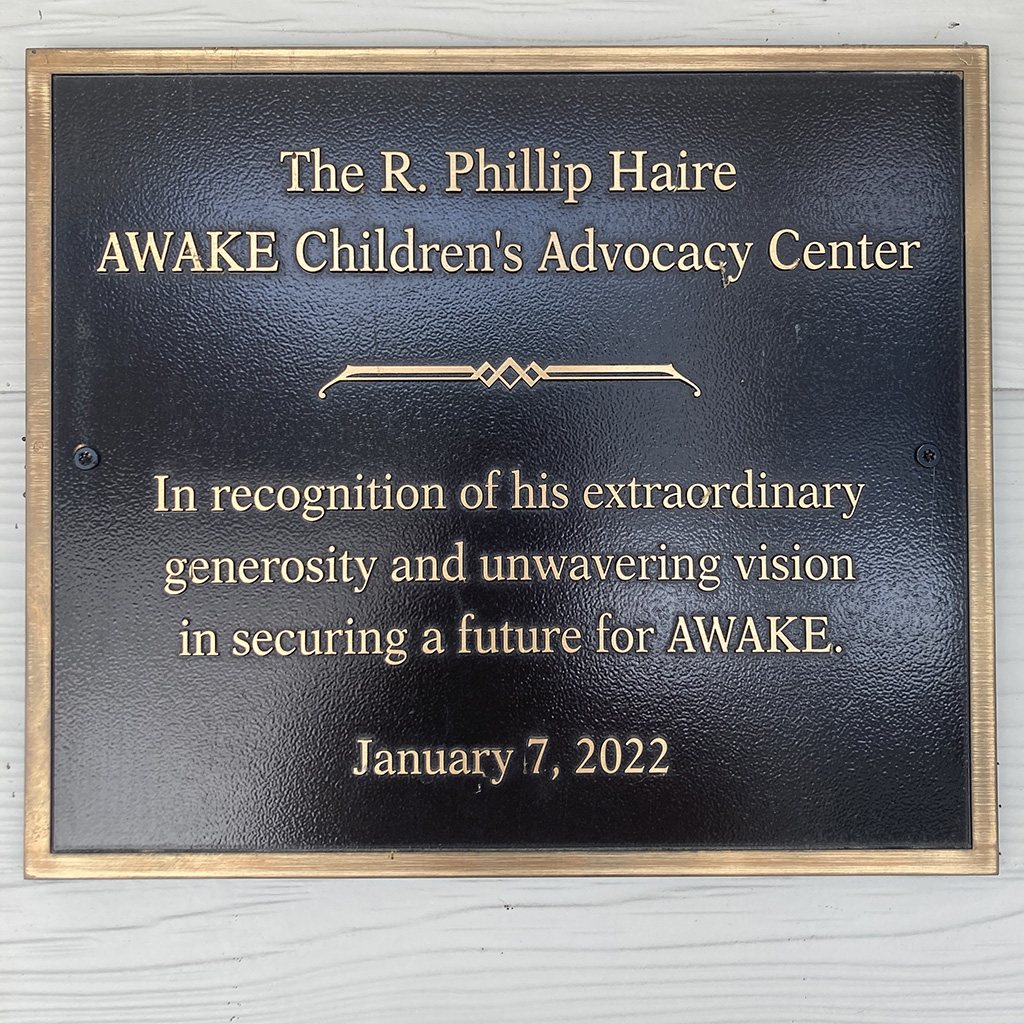 The R. Phillip Haire
AWAKE Children's Advocacy Center
In recognition of his extraordinary
generosity and unwavering vision
in securing a future for AWAKE.
January 7, 2022